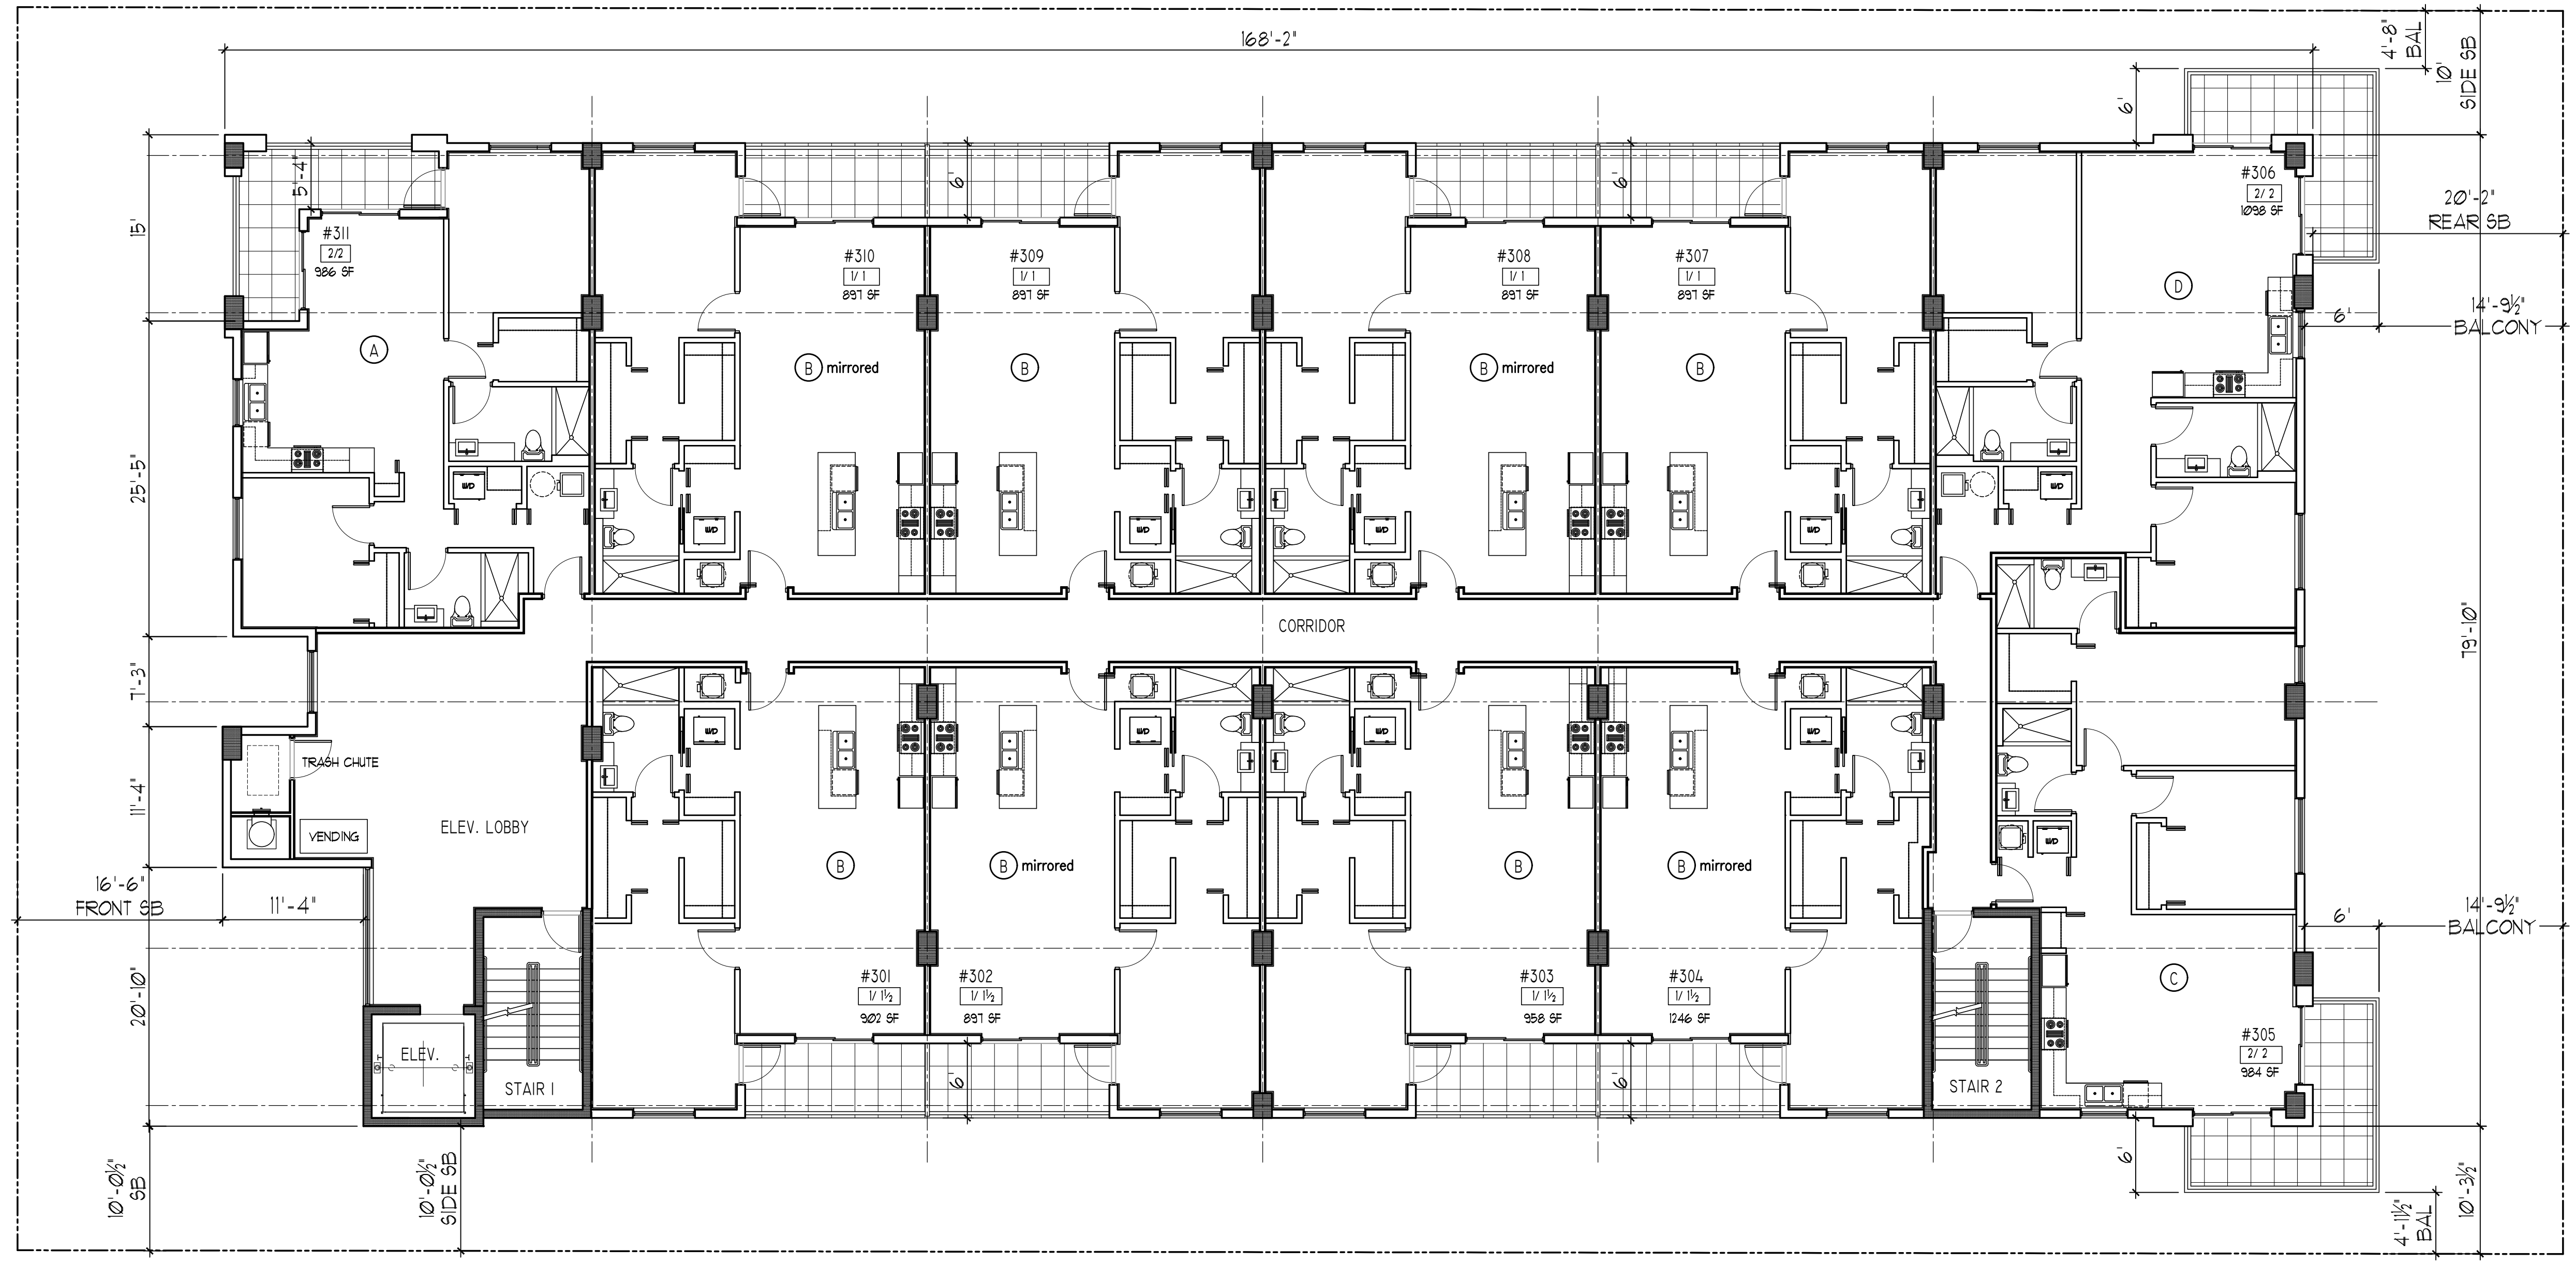 168'-2"
4'-8"
BAL
10'
SIDE SB
6'
5'-4"
6'
6'
15'
#311
2/2
986 SF
#310
1/ 1
897 SF
#309
1/ 1
897 SF
#308
1/ 1
897 SF
#307
1/ 1
897 SF
#306
2/ 2
1098 SF
20'-2"
REAR SB
D
14'-9½"
BALCONY
6'
A
B mirrored
B
B mirrored
B
25'-5"
W/D
W/D
W/D
W/D
W/D
W/D
CORRIDOR
79'-10"
7'-3"
W/D
W/D
W/D
W/D
TRASH CHUTE
11'-4"
VENDING
ELEV. LOBBY
W/D
B
B mirrored
B
B mirrored
16'-6"
FRONT SB
11'-4"
14'-9½"
BALCONY
6'
20'-10"
#301
1/ 1½
902 SF
#302
1/ 1½
897 SF
#303
1/ 1½
958 SF
#304
1/ 1½
1246 SF
C
#305
2/ 2
984 SF
ELEV.
STAIR 1
STAIR 2
6'
6'
6'
10'-0½"
SB
10'-0½"
SIDE SB
4'-11½"
BAL
10'-3½"